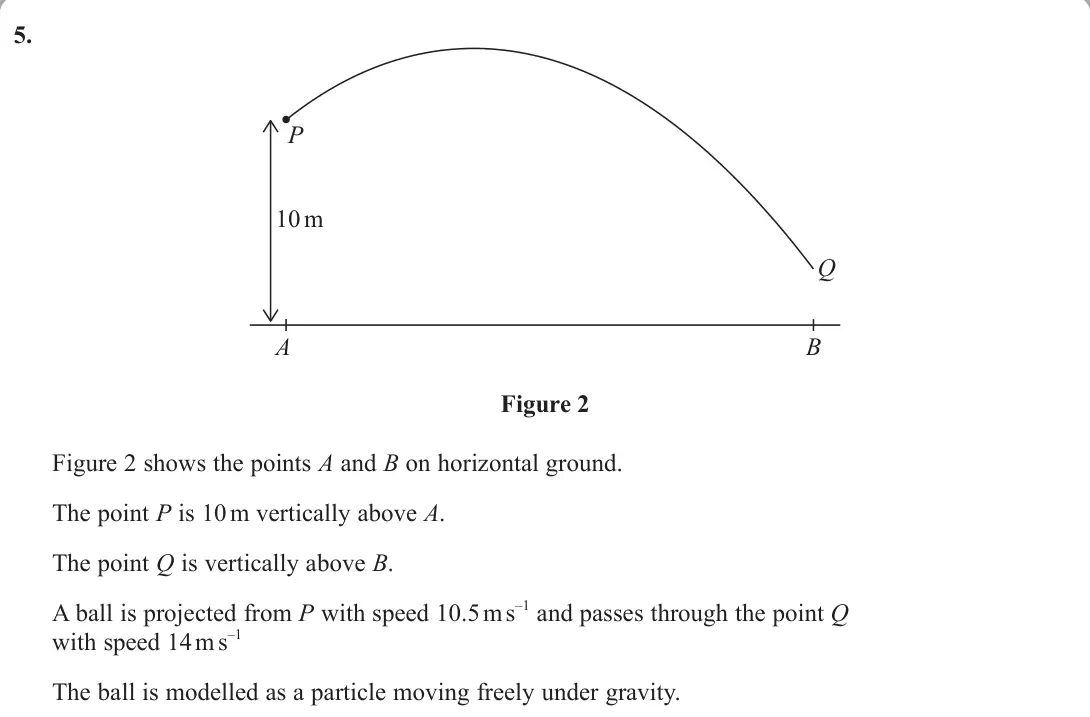 5.
P
10 m
Q
A
B
Figure 2
Figure 2 shows the points A and B on horizontal ground.
The point P is 10 m vertically above A.
The point Q is vertically above B.
A ball is projected from P with speed 10.5 m s⁻¹ and passes through the point Q
with speed 14 m s⁻¹
The ball is modelled as a particle moving freely under gravity.